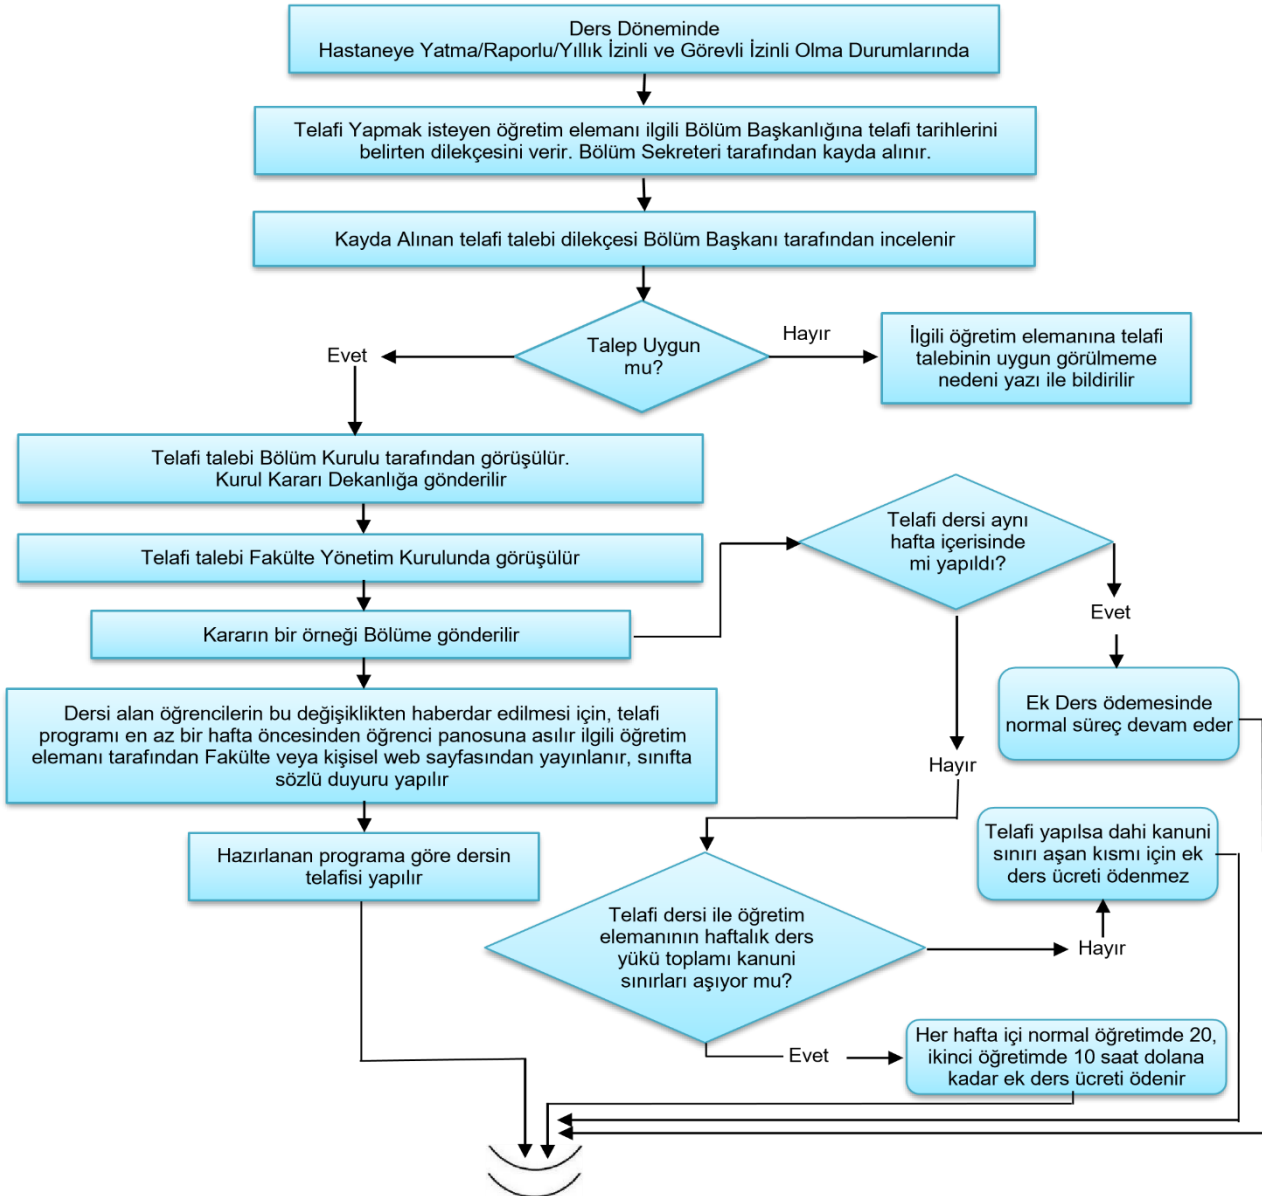 Ders Döneminde
Hastaneye Yatma/Raporlu/Yıllık İzinli ve Görevli İzinli Olma Durumlarında
Telafi Yapmak isteyen öğretim elemanı ilgili Bölüm Başkanlığına telafi tarihlerini
belirten dilekçesini verir. Bölüm Sekreteri tarafından kayda alınır.
Kayda Alınan telafi talebi dilekçesi Bölüm Başkanı tarafından incelenir
Talep Uygun
mu?
Evet
Hayır
İlgili öğretim elemanına telafi
talebinin uygun görülmeme
nedeni yazı ile bildirilir
Telafi talebi Bölüm Kurulu tarafından görüşülür.
Kurul Kararı Dekanlığa gönderilir
Telafi talebi Fakülte Yönetim Kurulunda görüşülür
Kararın bir örneği Bölüme gönderilir
Dersi alan öğrencilerin bu değişiklikten haberdar edilmesi için, telafi
programı en az bir hafta öncesinden öğrenci panosuna asılır ilgili öğretim
elemanı tarafından Fakülte veya kişisel web sayfasından yayınlanır, sınıfta
sözlü duyuru yapılır
Hazırlanan programa göre dersin
telafisi yapılır
Telafi dersi aynı
hafta içerisinde
mi yapıldı?
Evet
Ek Ders ödemesinde
normal süreç devam eder
Hayır
Telafi dersi ile öğretim
elemanının haftalık ders
yükü toplamı kanuni
sınırları aşıyor mu?
Telafi yapılsa dahi kanuni
sınırı aşan kısmı için ek
ders ücreti ödenmez
Hayır
Evet
Her hafta içi normal öğretimde 20,
ikinci öğretimde 10 saat dolana
kadar ek ders ücreti ödenir